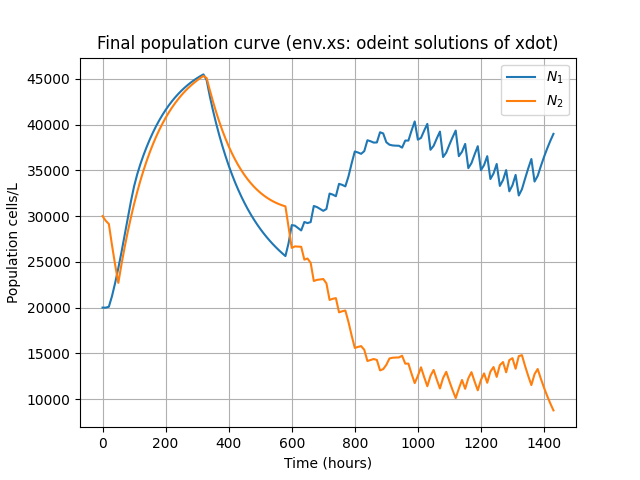 Final population curve (env.xs: odeint solutions of xdot)
N₁
N₂
Population cells/L
45000
40000
35000
30000
25000
20000
15000
10000
0 200 400 600 800 1000 1200 1400
Time (hours)